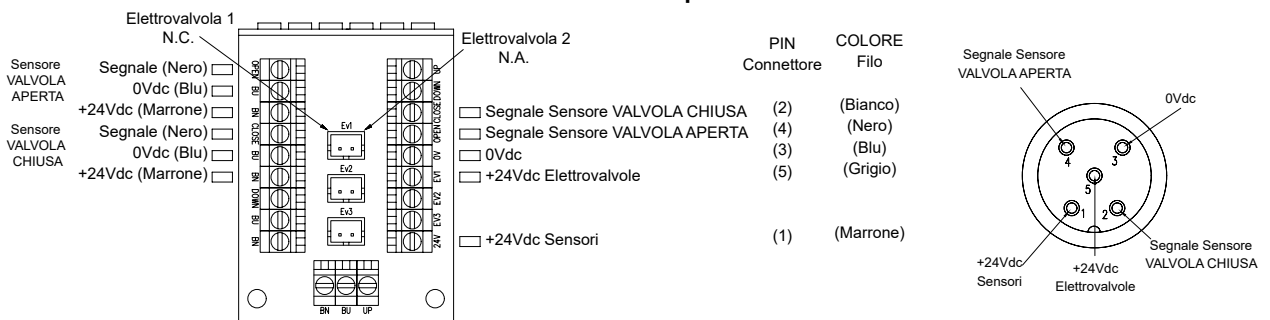 Elettrovalvola 1
N.C.
Elettrovalvola 2
N.A.
Sensore
VALVOLA
APERTA
Segnale (Nero)
0Vdc (Blu)
+24Vdc (Marrone)
Sensore
VALVOLA
CHIUSA
Segnale (Nero)
0Vdc (Blu)
+24Vdc (Marrone)
OPEN
BU
BN
CLOSE
BU
BN
DOWN
BU
BN
Ev1
Ev2
Ev3
UP
DOWN
CLOSE
OPEN
0V
EV1
EV2
EV3
24V
BN BU UP
Segnale Sensore VALVOLA CHIUSA
Segnale Sensore VALVOLA APERTA
0Vdc
+24Vdc Elettrovalvole
+24Vdc Sensori
PIN
Connettore
(2)
(4)
(3)
(5)
(1)
COLORE
Filo
(Bianco)
(Nero)
(Blu)
(Grigio)
(Marrone)
Segnale Sensore
VALVOLA APERTA
0Vdc
4
3
5
1
2
+24Vdc
Sensori
+24Vdc
Elettrovalvole
Segnale Sensore
VALVOLA CHIUSA